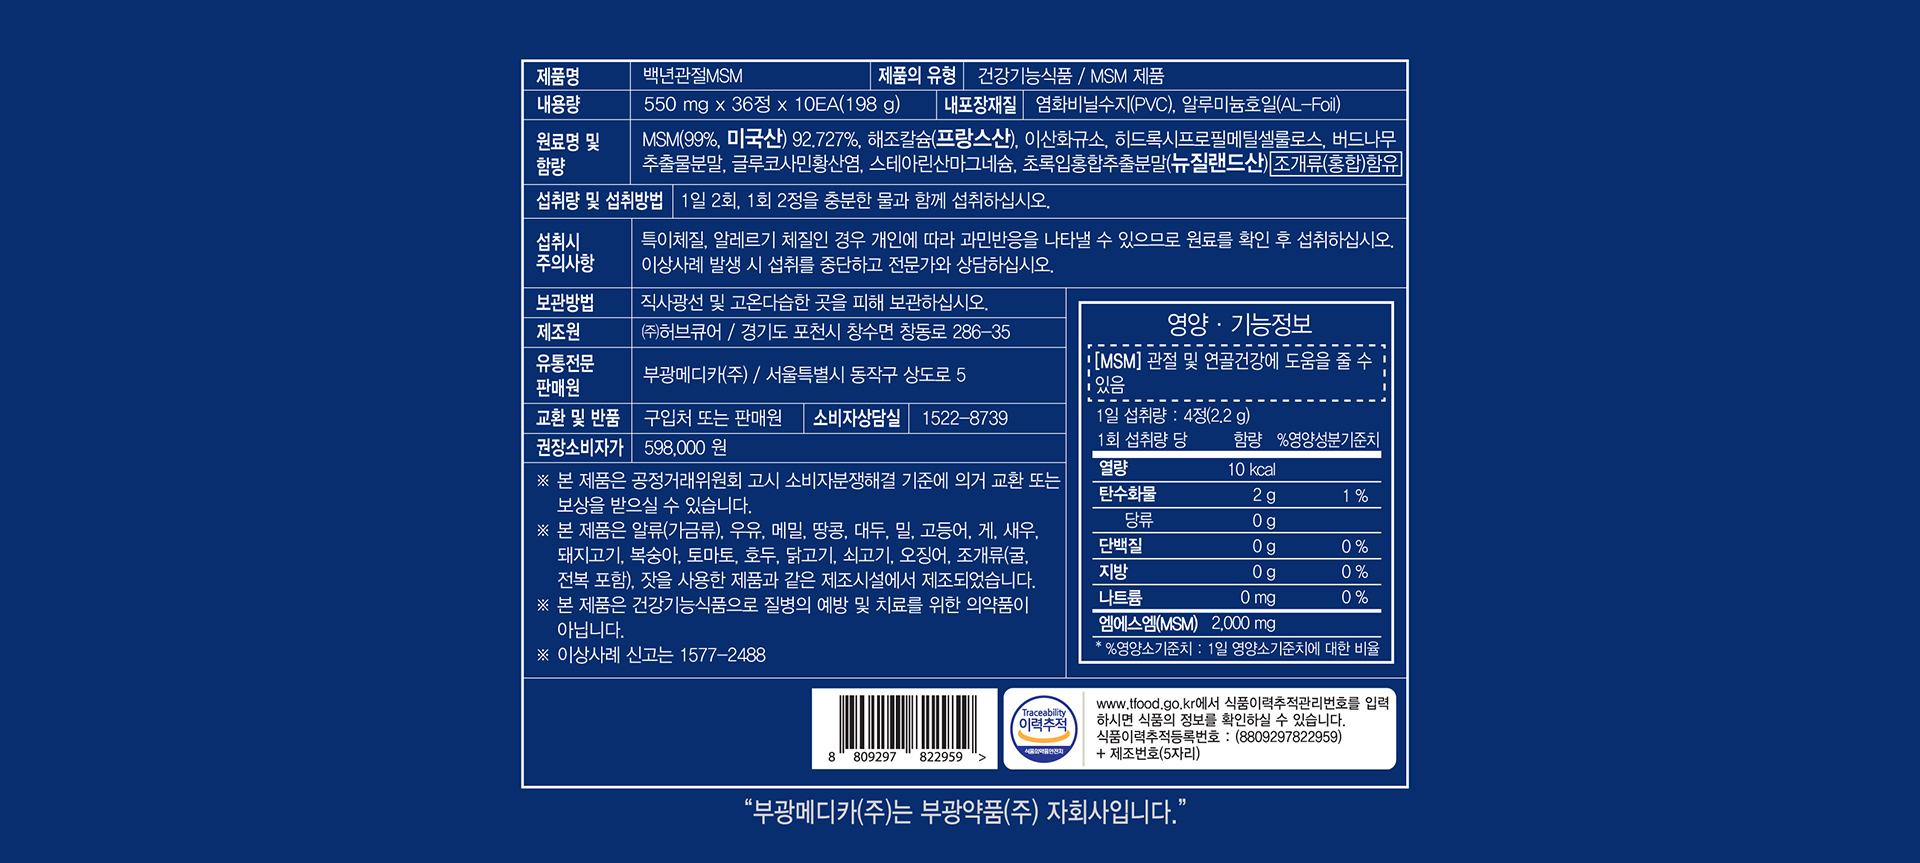 제품명 백년관절MSM 제품의 유형 건강기능식품 / MSM 제품
내용량 550 mg x 36정 x 10EA(198 g) 내포장재질 염화비닐수지(PVC), 알루미늄호일(AL-Foil)
원료명 및 함량
MSM(99%, 미국산) 92.727%, 해조칼슘(프랑스산), 이산화규소, 히드록시프로필메틸셀룰로스, 버드나무
추출물분말, 글루코사민황산염, 스테아린산마그네슘, 초록입홍합추출분말(뉴질랜드산) 조개류(홍합)함유
섭취량 및 섭취방법 1일 2회, 1회 2정을 충분한 물과 함께 섭취하십시오.
섭취시
주의사항
특이체질, 알레르기 체질인 경우 개인에 따라 과민반응을 나타낼 수 있으므로 원료를 확인 후 섭취하십시오.
이상사례 발생 시 섭취를 중단하고 전문가와 상담하십시오.
보관방법 직사광선 및 고온다습한 곳을 피해 보관하십시오.
제조원 ㈜허브큐어 / 경기도 포천시 창수면 창동로 286-35
유통전문
판매원
부광메디카(주) / 서울특별시 동작구 상도로 5
교환 및 반품 구입처 또는 판매원 소비자상담실 1522-8739
권장소비자가 598,000 원
※ 본 제품은 공정거래위원회 고시 소비자분쟁해결 기준에 의거 교환 또는
보상을 받으실 수 있습니다.
※ 본 제품은 알류(가금류), 우유, 메밀, 땅콩, 대두, 밀, 고등어, 게, 새우,
돼지고기, 복숭아, 토마토, 호두, 닭고기, 쇠고기, 오징어, 조개류(굴,
전복 포함), 잣을 사용한 제품과 같은 제조시설에서 제조되었습니다.
※ 본 제품은 건강기능식품으로 질병의 예방 및 치료를 위한 의약품이
아닙니다.
※ 이상사례 신고는 1577-2488
영양 · 기능정보
[MSM] 관절 및 연골건강에 도움을 줄 수
있음
1일 섭취량 : 4정(2.2 g)
1회 섭취량 당 함량 %영양성분기준치
열량 10 kcal
탄수화물 2 g 1 %
당류 0 g
단백질 0 g 0 %
지방 0 g 0 %
나트륨 0 mg 0 %
엠에스엠(MSM) 2,000 mg
* %영양소기준치 : 1일 영양소기준치에 대한 비율
8 809297 822959 >
Traceability
이력추적
식품의약품안전처
www.tfood.go.kr에서 식품이력추적관리번호를 입력
하시면 식품의 정보를 확인하실 수 있습니다.
식품이력추적등록번호 : (8809297822959)
+ 제조번호(5자리)
“부광메디카(주)는 부광약품(주) 자회사입니다.”